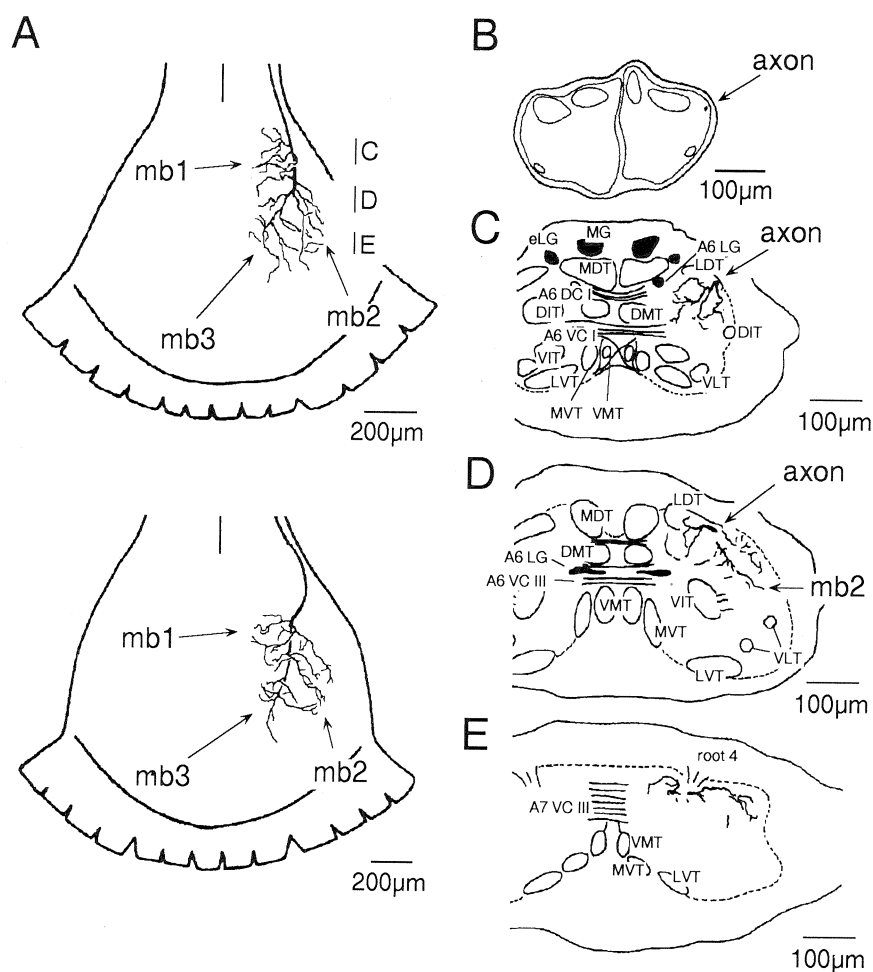 A
C
mb1
D
E
mb3
mb2
200µm
mb1
mb3
mb2
200µm
B
axon
100µm
C
eLG
MG
A6 LG
axon
MDT
LDT
A6 DC I
DIT
DMT
DIT
A6 VC I
VIT
LVT
VLT
MVT
VMT
100µm
D
axon
LDT
MDT
A6 LG
DMT
A6 VC III
mb2
VMT
VIT
MVT
VLT
LVT
100µm
E
root 4
A7 VC III
VMT
MVT
LVT
100µm